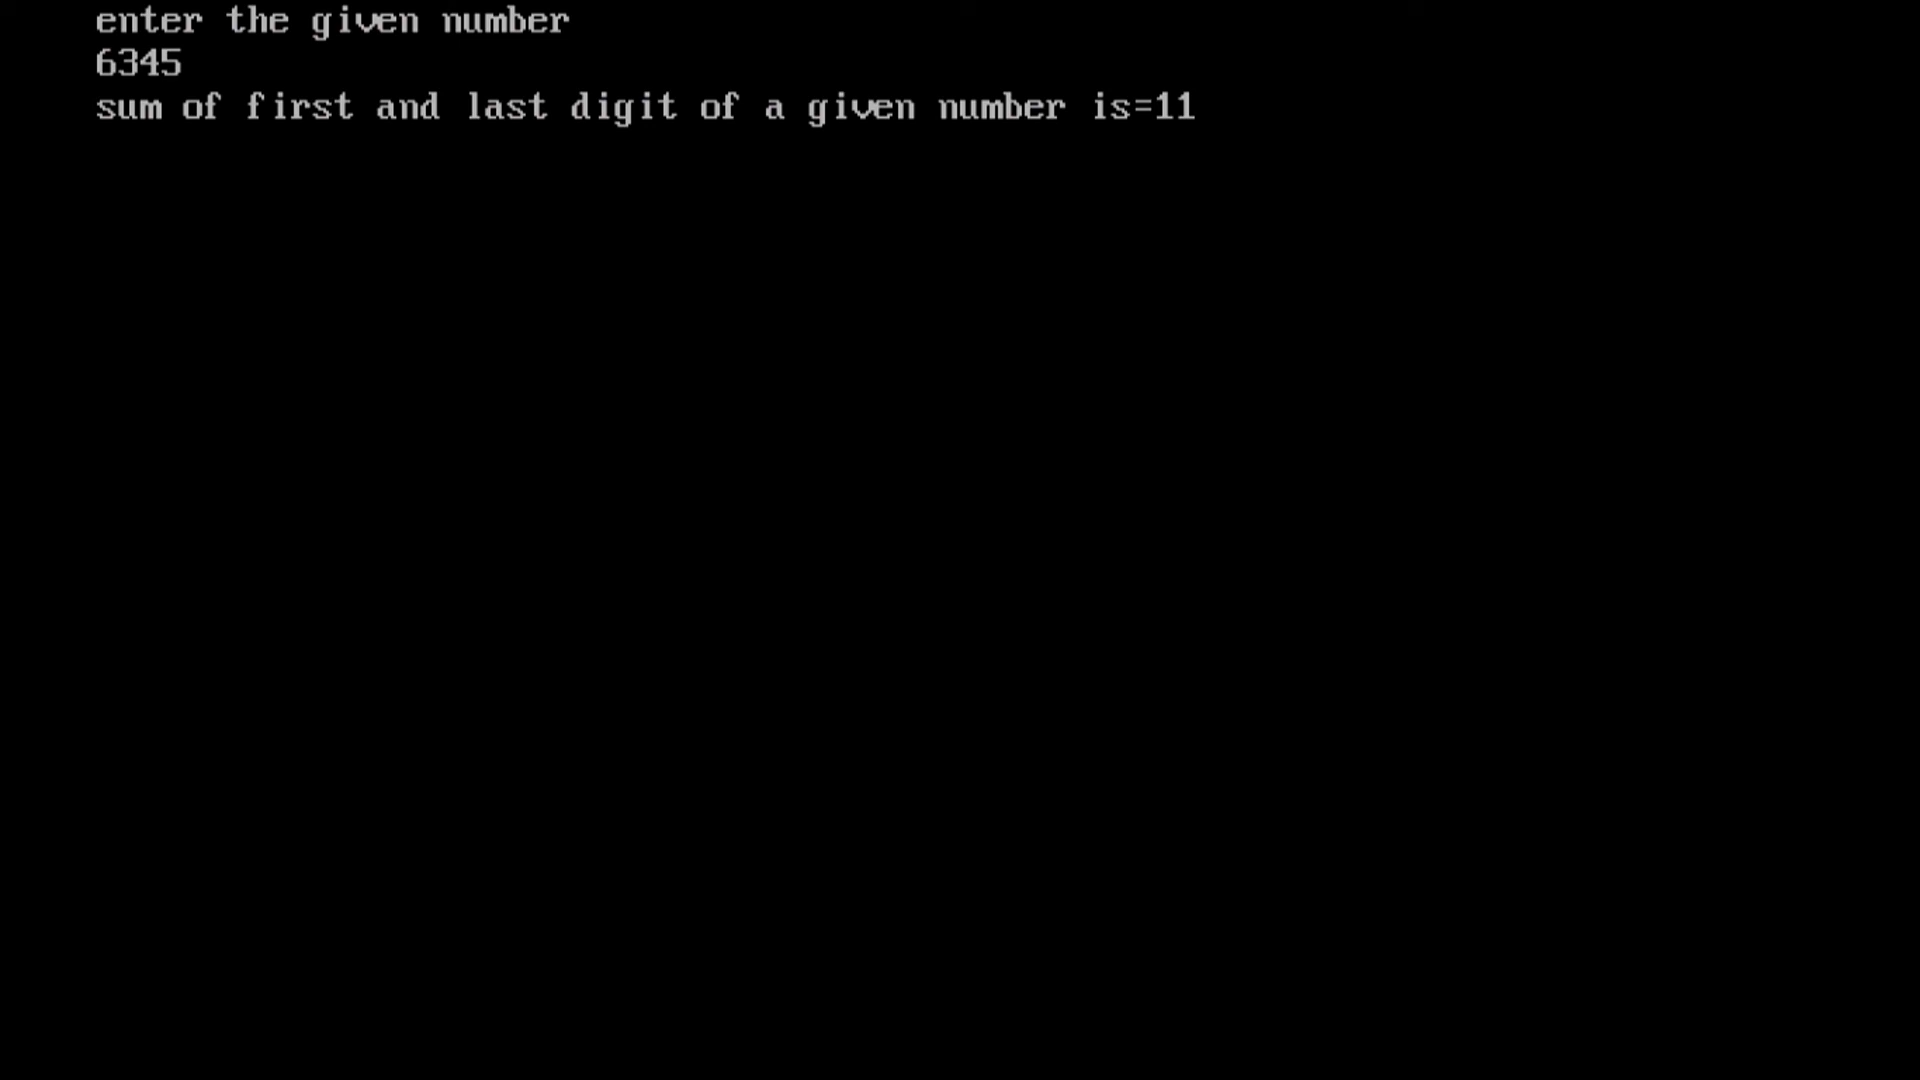 enter the given number
6345
sum of first and last digit of a given number is=11